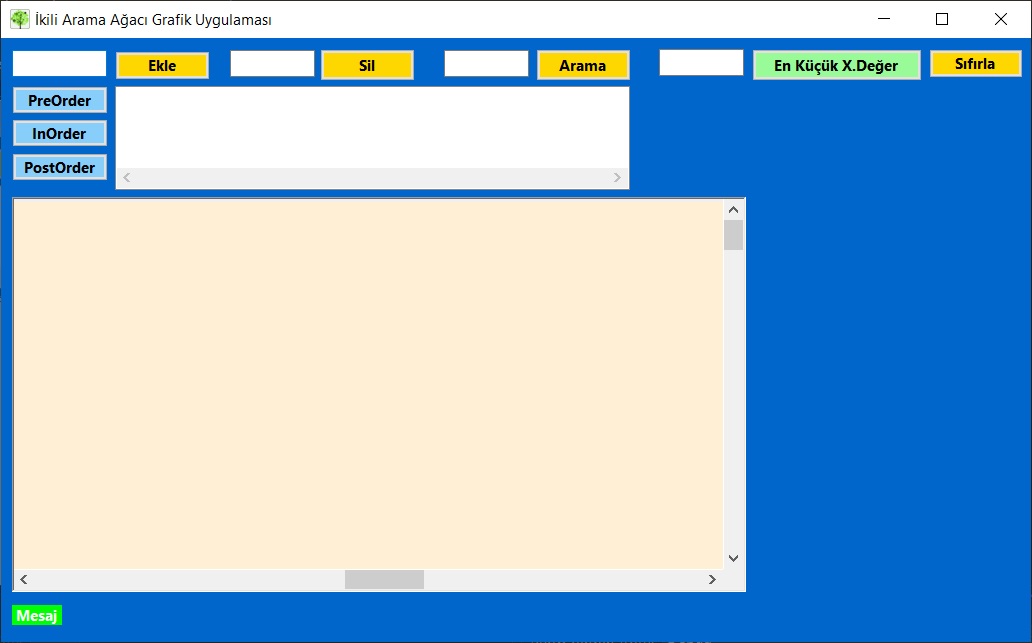 İkili Arama Ağacı Grafik Uygulaması
Ekle
Sil
Arama
En Küçük X.Değer
Sıfırla
PreOrder
InOrder
PostOrder
Mesaj